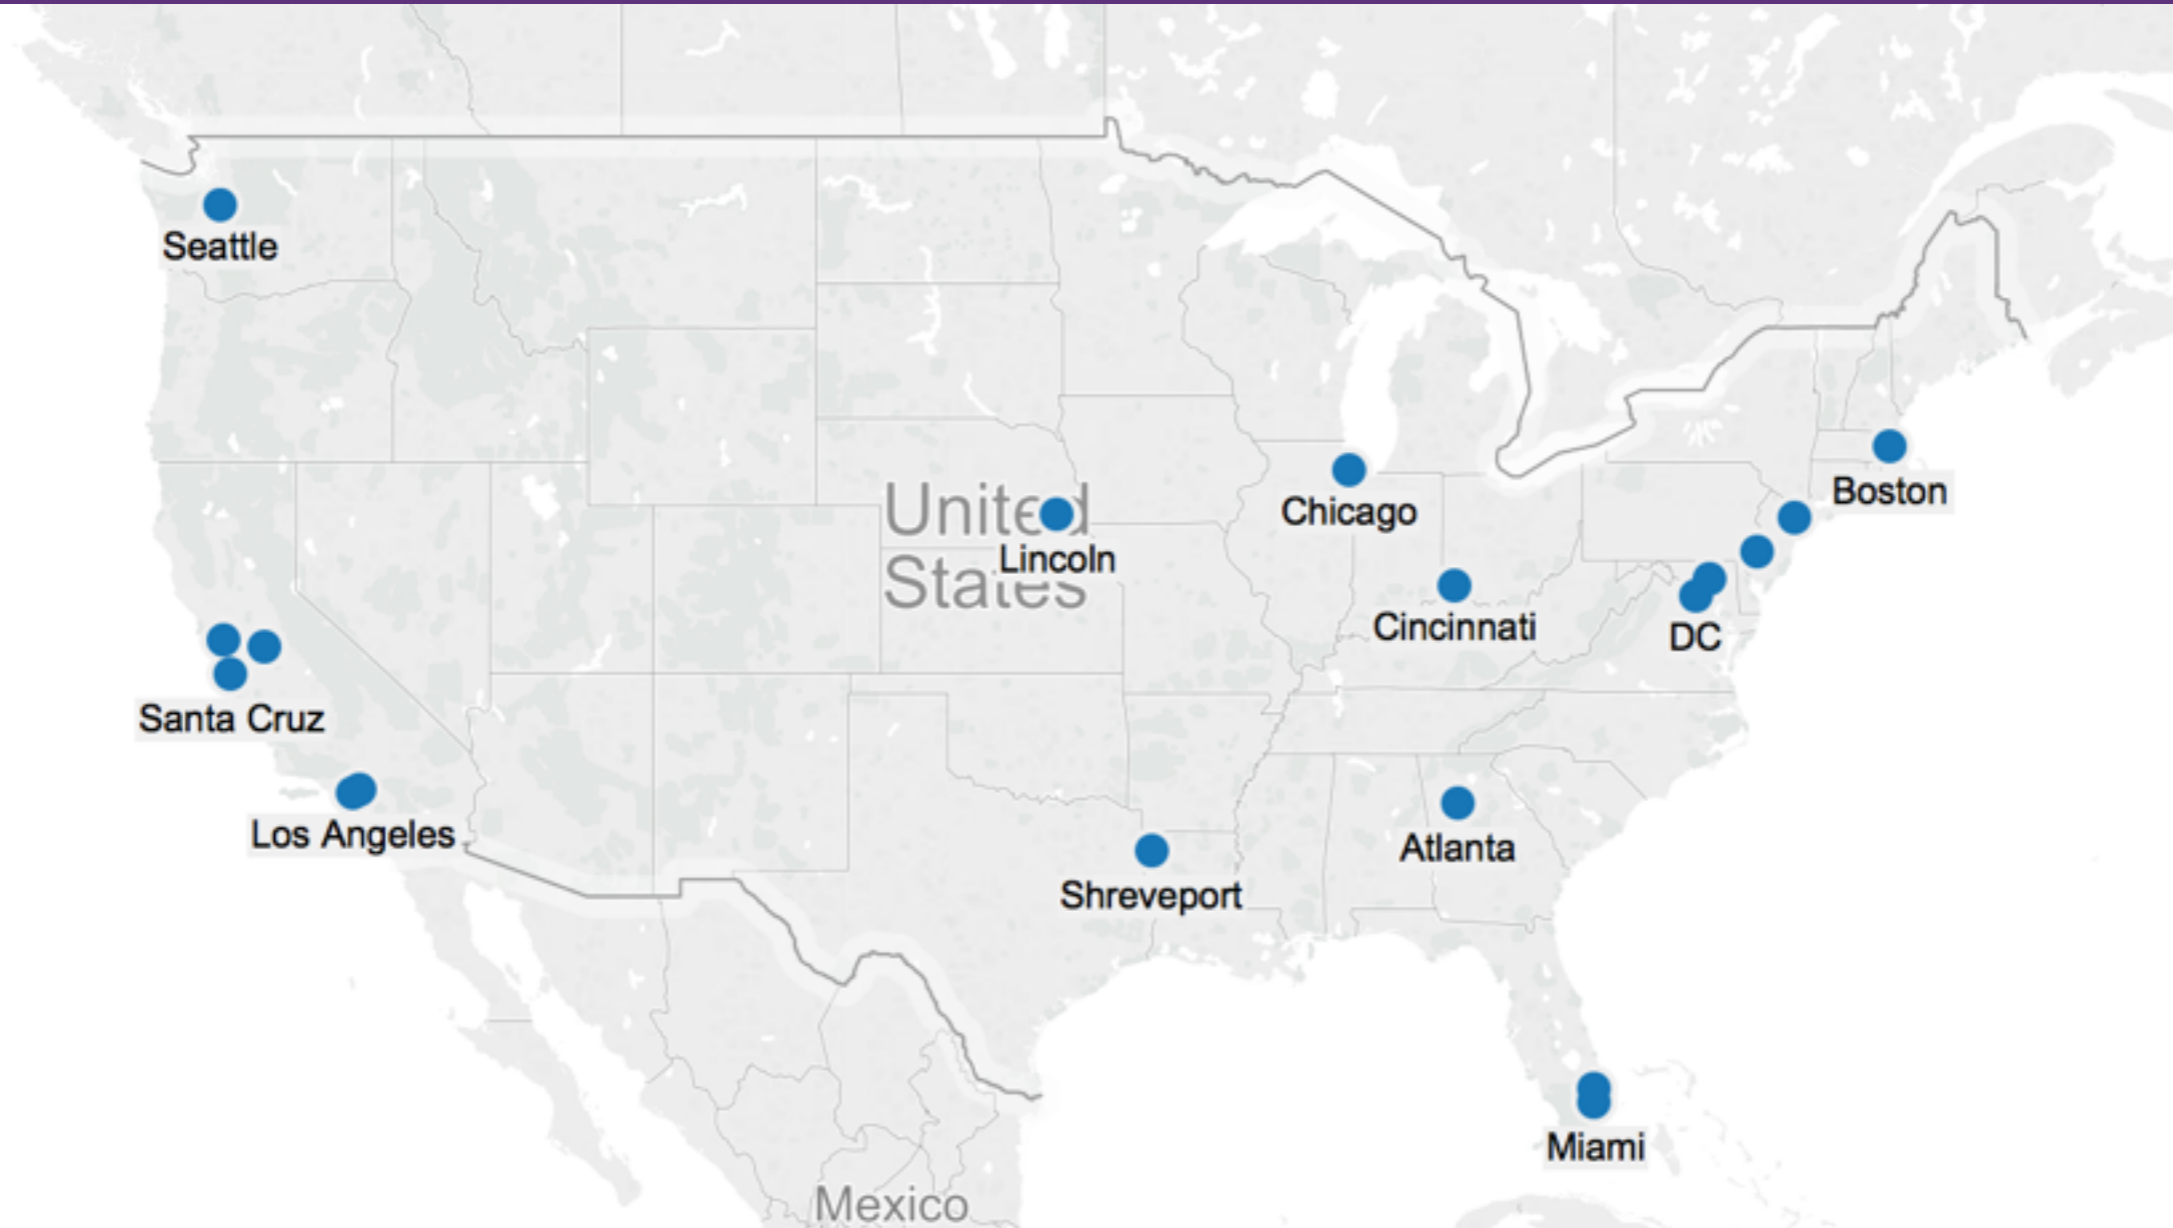 Seattle
United
States
Lincoln
Chicago
Boston
Cincinnati
DC
Santa Cruz
Los Angeles
Atlanta
Shreveport
Miami
Mexico